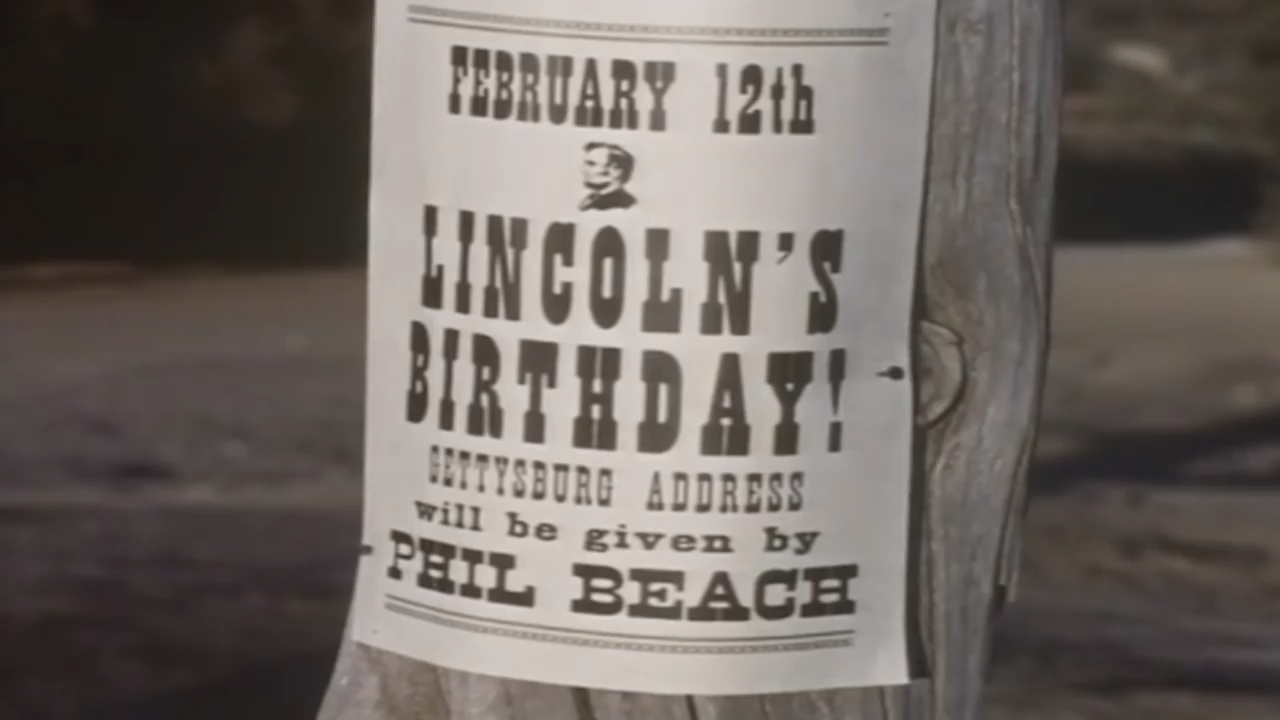 FEBRUARY 12th
LINCOLN'S
BIRTHDAY!
GETTYSBURG ADDRESS
will be given by
PHIL BEACH